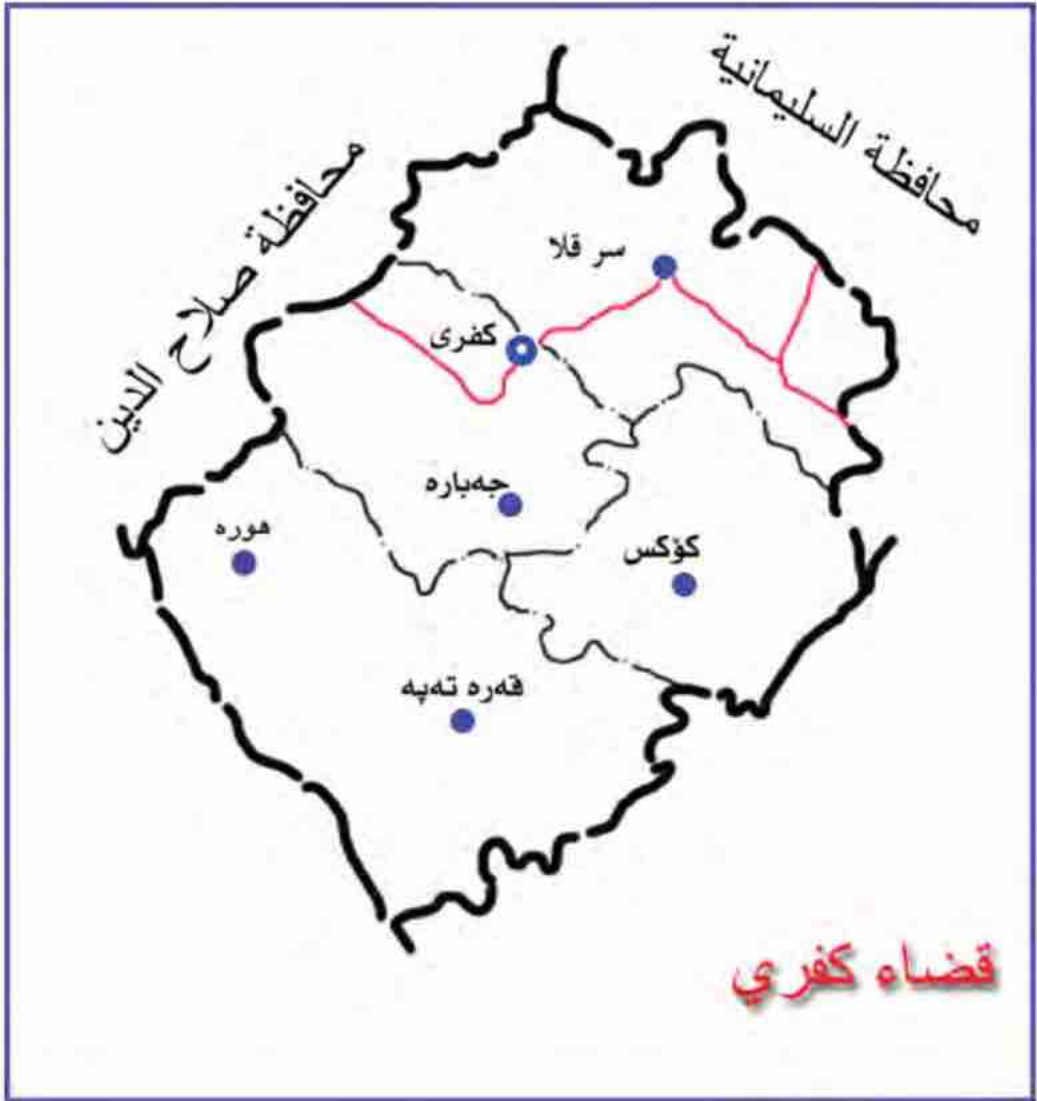 محافظة السليمانية
محافظة صلاح الدين
سر قلا
كفرى
جەبارە
هورە
كۆكس
قەرە تەپە
قضاء كفري